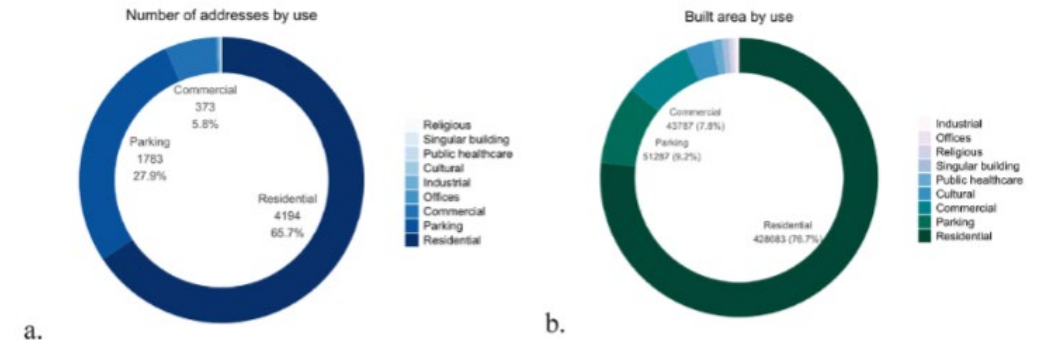 Number of addresses by use
Commercial
373
5.8%
Parking
1783
27.9%
Residential
4194
65.7%
Religious
Singular building
Public healthcare
Cultural
Industrial
Offices
Commercial
Parking
Residential
a.
Built area by use
Commercial
43787 (7.8%)
Parking
51287 (9.2%)
Residential
428683 (76.7%)
Industrial
Offices
Religious
Singular building
Public healthcare
Cultural
Commercial
Parking
Residential
b.